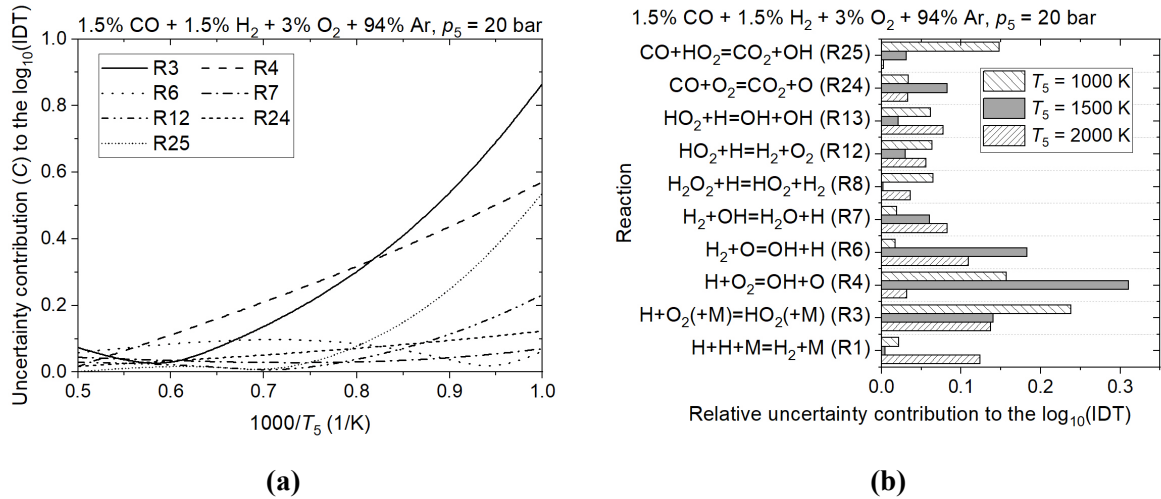 1.5% CO + 1.5% H₂ + 3% O₂ + 94% Ar, p₅ = 20 bar
Uncertainty contribution (C) to the log₁₀(IDT)
1.0
0.8
0.6
0.4
0.2
0.0
R3 R4
R6 R7
R12 R24
R25
0.5 0.6 0.7 0.8 0.9 1.0
1000/T₅ (1/K)
(a)
1.5% CO + 1.5% H₂ + 3% O₂ + 94% Ar, p₅ = 20 bar
Reaction
CO+HO₂=CO₂+OH (R25)
CO+O₂=CO₂+O (R24)
HO₂+H=OH+OH (R13)
HO₂+H=H₂+O₂ (R12)
H₂O₂+H=HO₂+H₂ (R8)
H₂+OH=H₂O+H (R7)
H₂+O=OH+H (R6)
H+O₂=OH+O (R4)
H+O₂(+M)=HO₂(+M) (R3)
H+H+M=H₂+M (R1)
T₅ = 1000 K
T₅ = 1500 K
T₅ = 2000 K
0.0 0.1 0.2 0.3
Relative uncertainty contribution to the log₁₀(IDT)
(b)